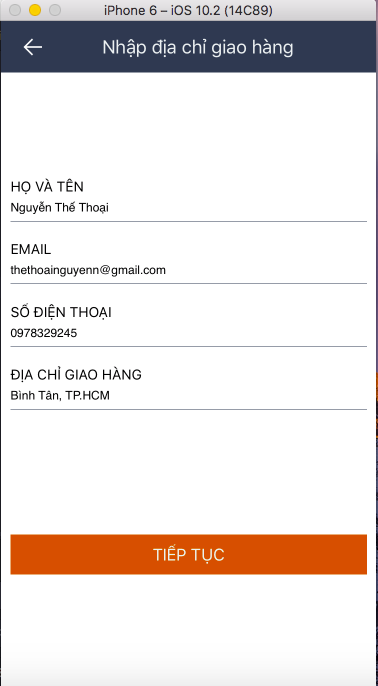 iPhone 6 – iOS 10.2 (14C89)
Nhập địa chỉ giao hàng
HỌ VÀ TÊN
Nguyễn Thế Thoại
EMAIL
thethoainguyenn@gmail.com
SỐ ĐIỆN THOẠI
0978329245
ĐỊA CHỈ GIAO HÀNG
Bình Tân, TP.HCM
TIẾP TỤC